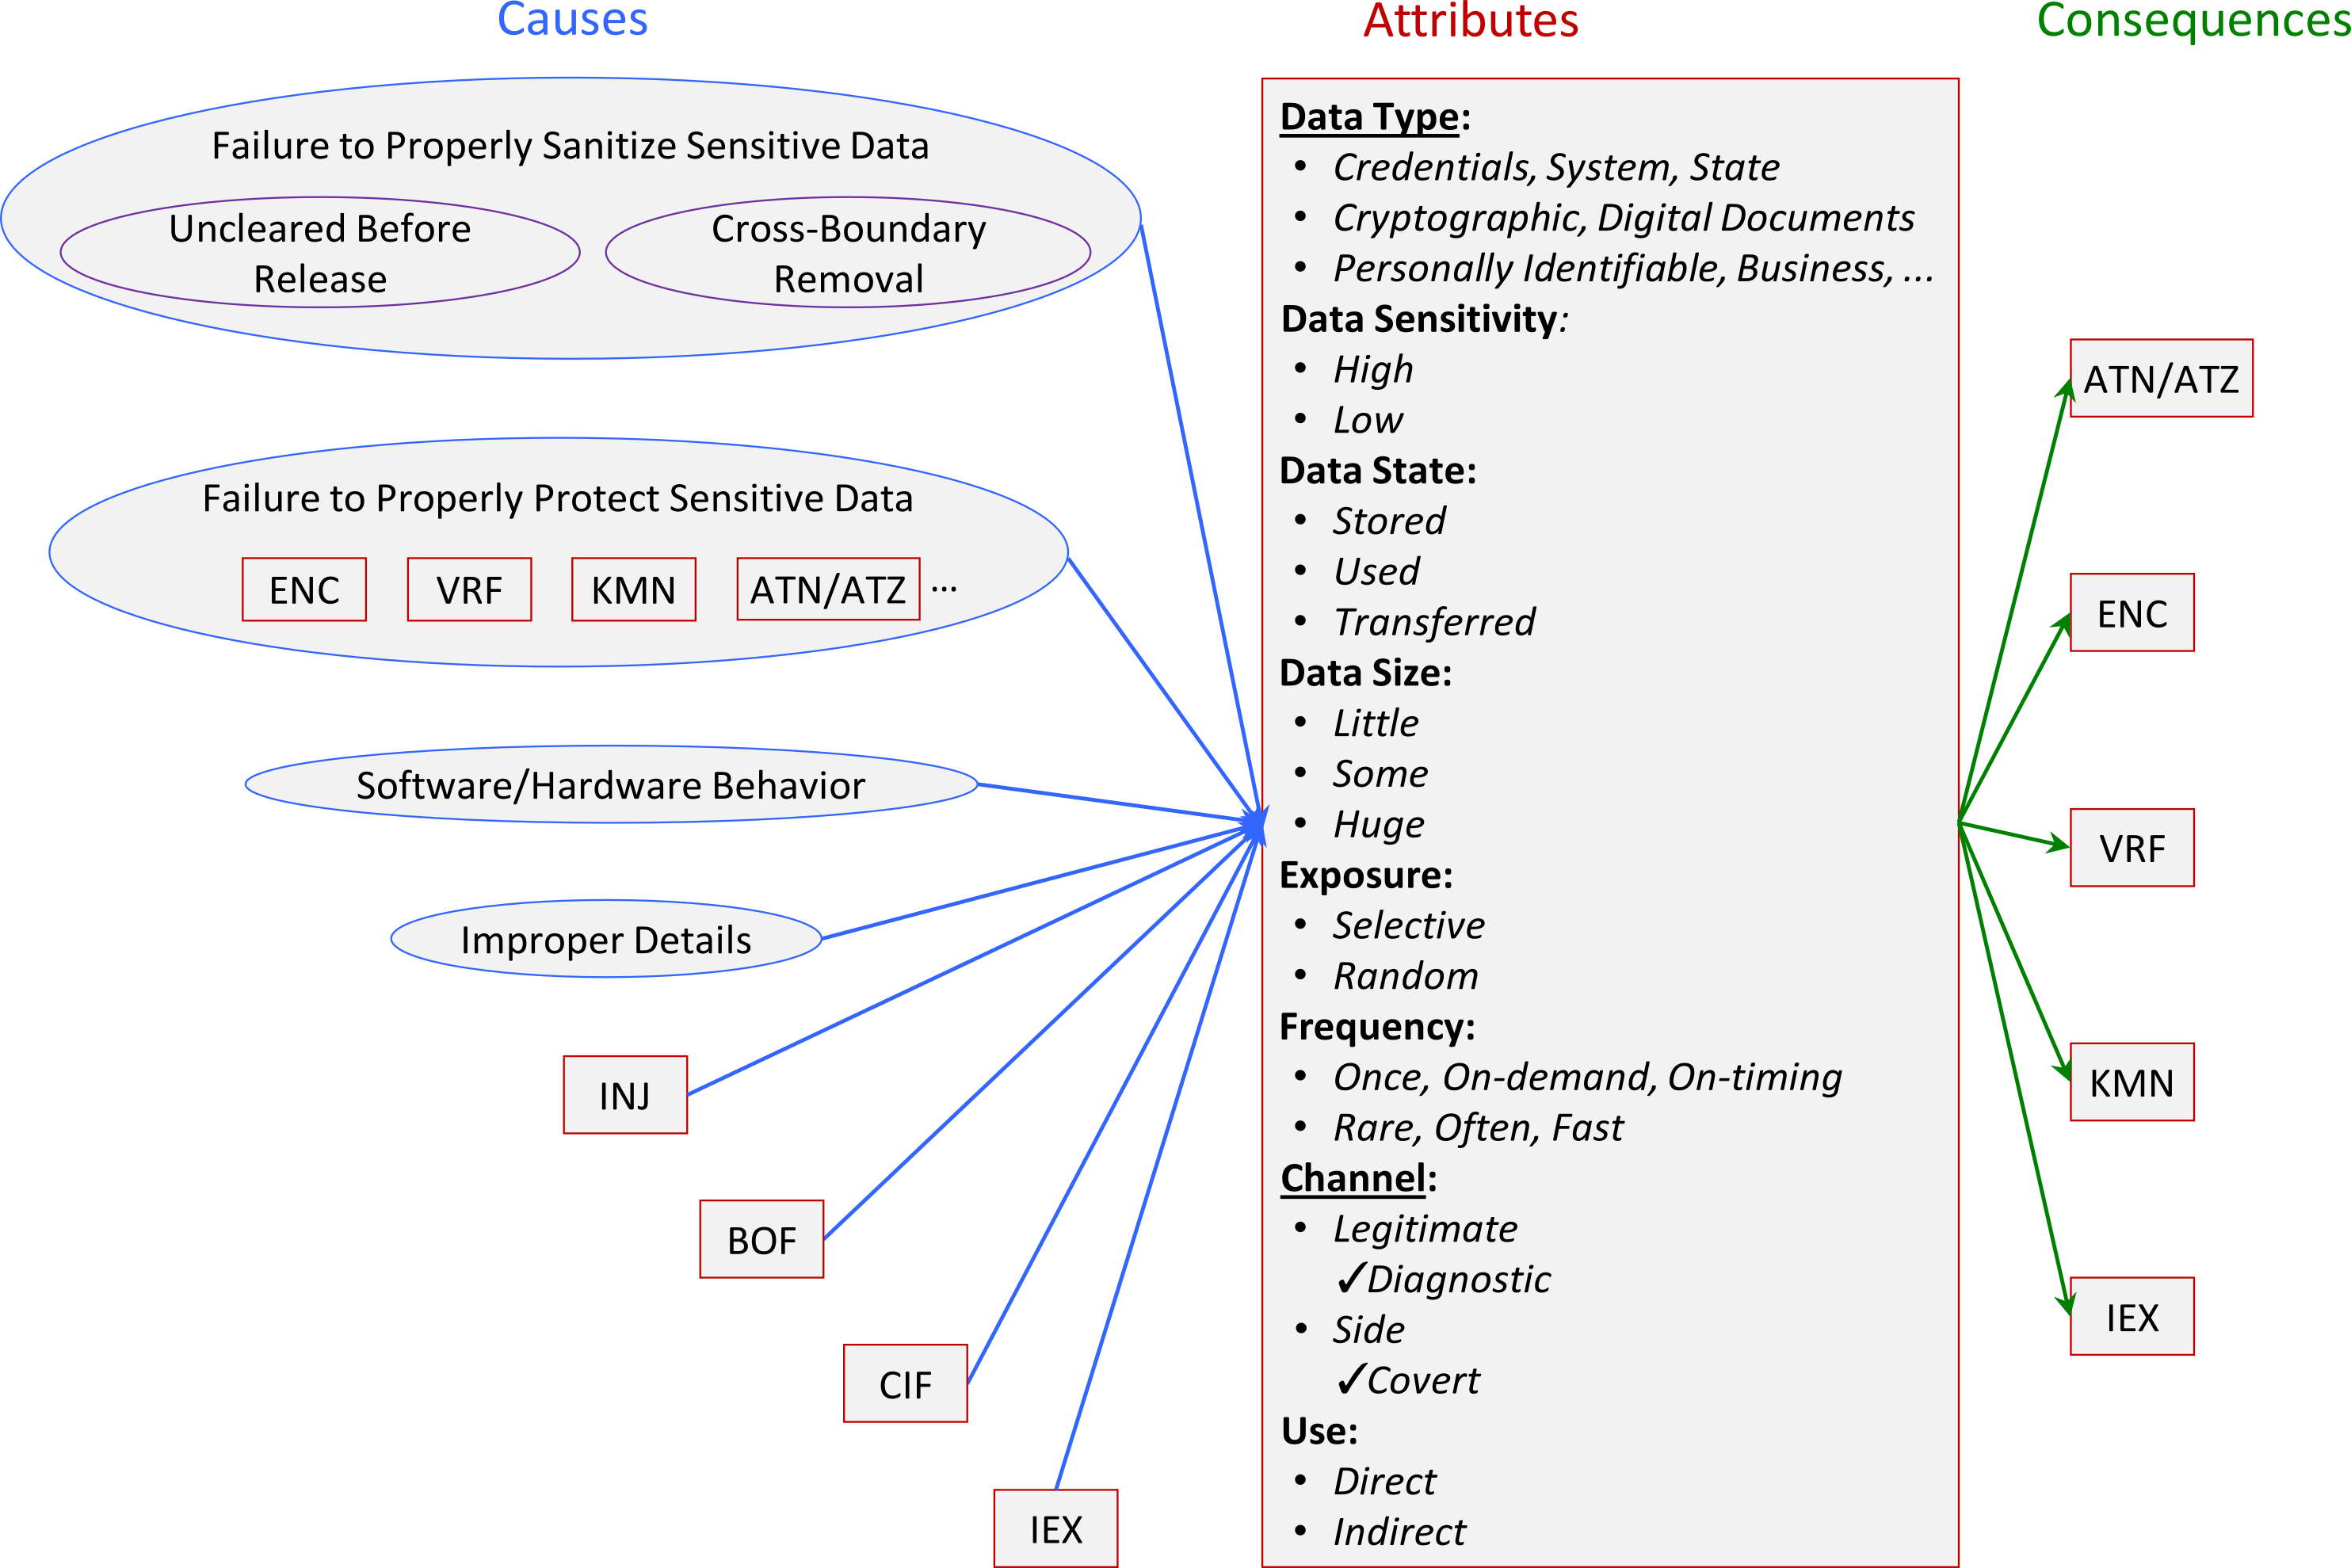 Causes
Attributes
Consequences
Failure to Properly Sanitize Sensitive Data
Uncleared Before
Release
Cross-Boundary
Removal
Failure to Properly Protect Sensitive Data
ENC
VRF
KMN
ATN/ATZ
...
Software/Hardware Behavior
Improper Details
INJ
BOF
CIF
IEX
Data Type:
• Credentials, System, State
• Cryptographic, Digital Documents
• Personally Identifiable, Business, ...
Data Sensitivity:
• High
• Low
Data State:
• Stored
• Used
• Transferred
Data Size:
• Little
• Some
• Huge
Exposure:
• Selective
• Random
Frequency:
• Once, On-demand, On-timing
• Rare, Often, Fast
Channel:
• Legitimate
✓Diagnostic
• Side
✓Covert
Use:
• Direct
• Indirect
ATN/ATZ
ENC
VRF
KMN
IEX